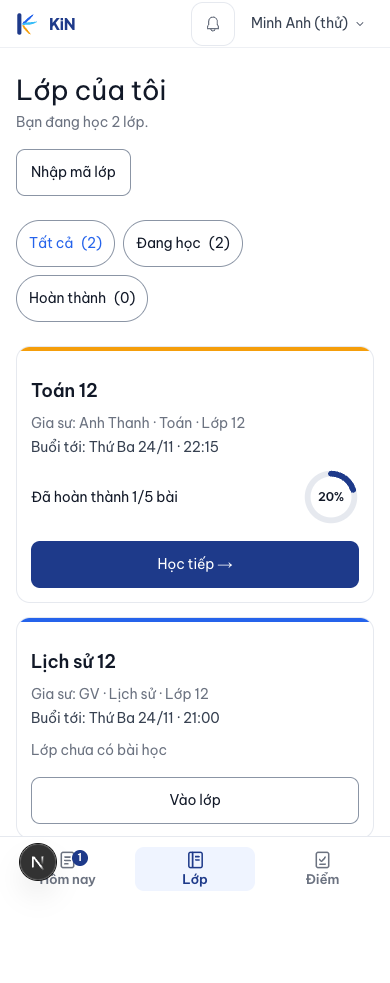 KiN
Minh Anh (thử)
Lớp của tôi
Bạn đang học 2 lớp.
Nhập mã lớp
Tất cả (2)
Đang học (2)
Hoàn thành (0)
Toán 12
Gia sư: Anh Thanh · Toán · Lớp 12
Buổi tới: Thứ Ba 24/11 · 22:15
Đã hoàn thành 1/5 bài
20%
Học tiếp →
Lịch sử 12
Gia sư: GV · Lịch sử · Lớp 12
Buổi tới: Thứ Ba 24/11 · 21:00
Lớp chưa có bài học
Vào lớp
N
1
Hôm nay
Lớp
Điểm